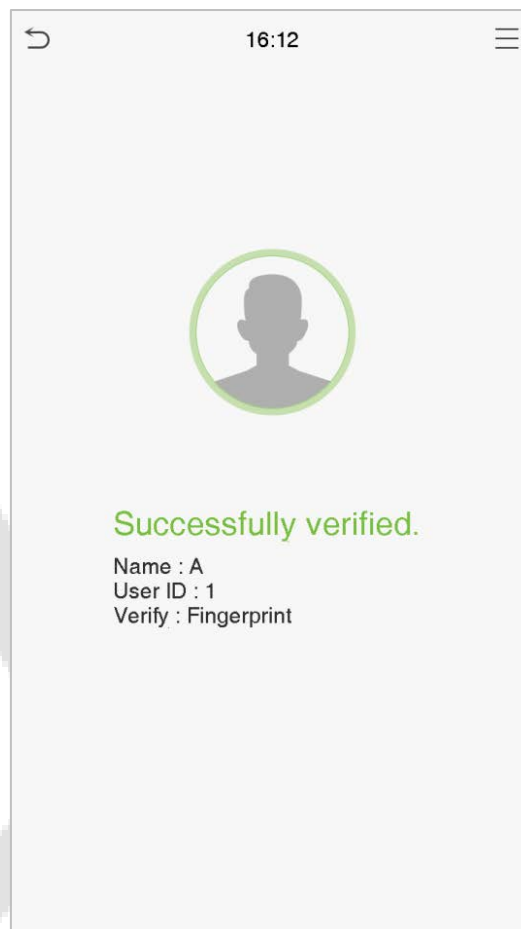 16:12
Successfully verified.
Name : A
User ID : 1
Verify : Fingerprint